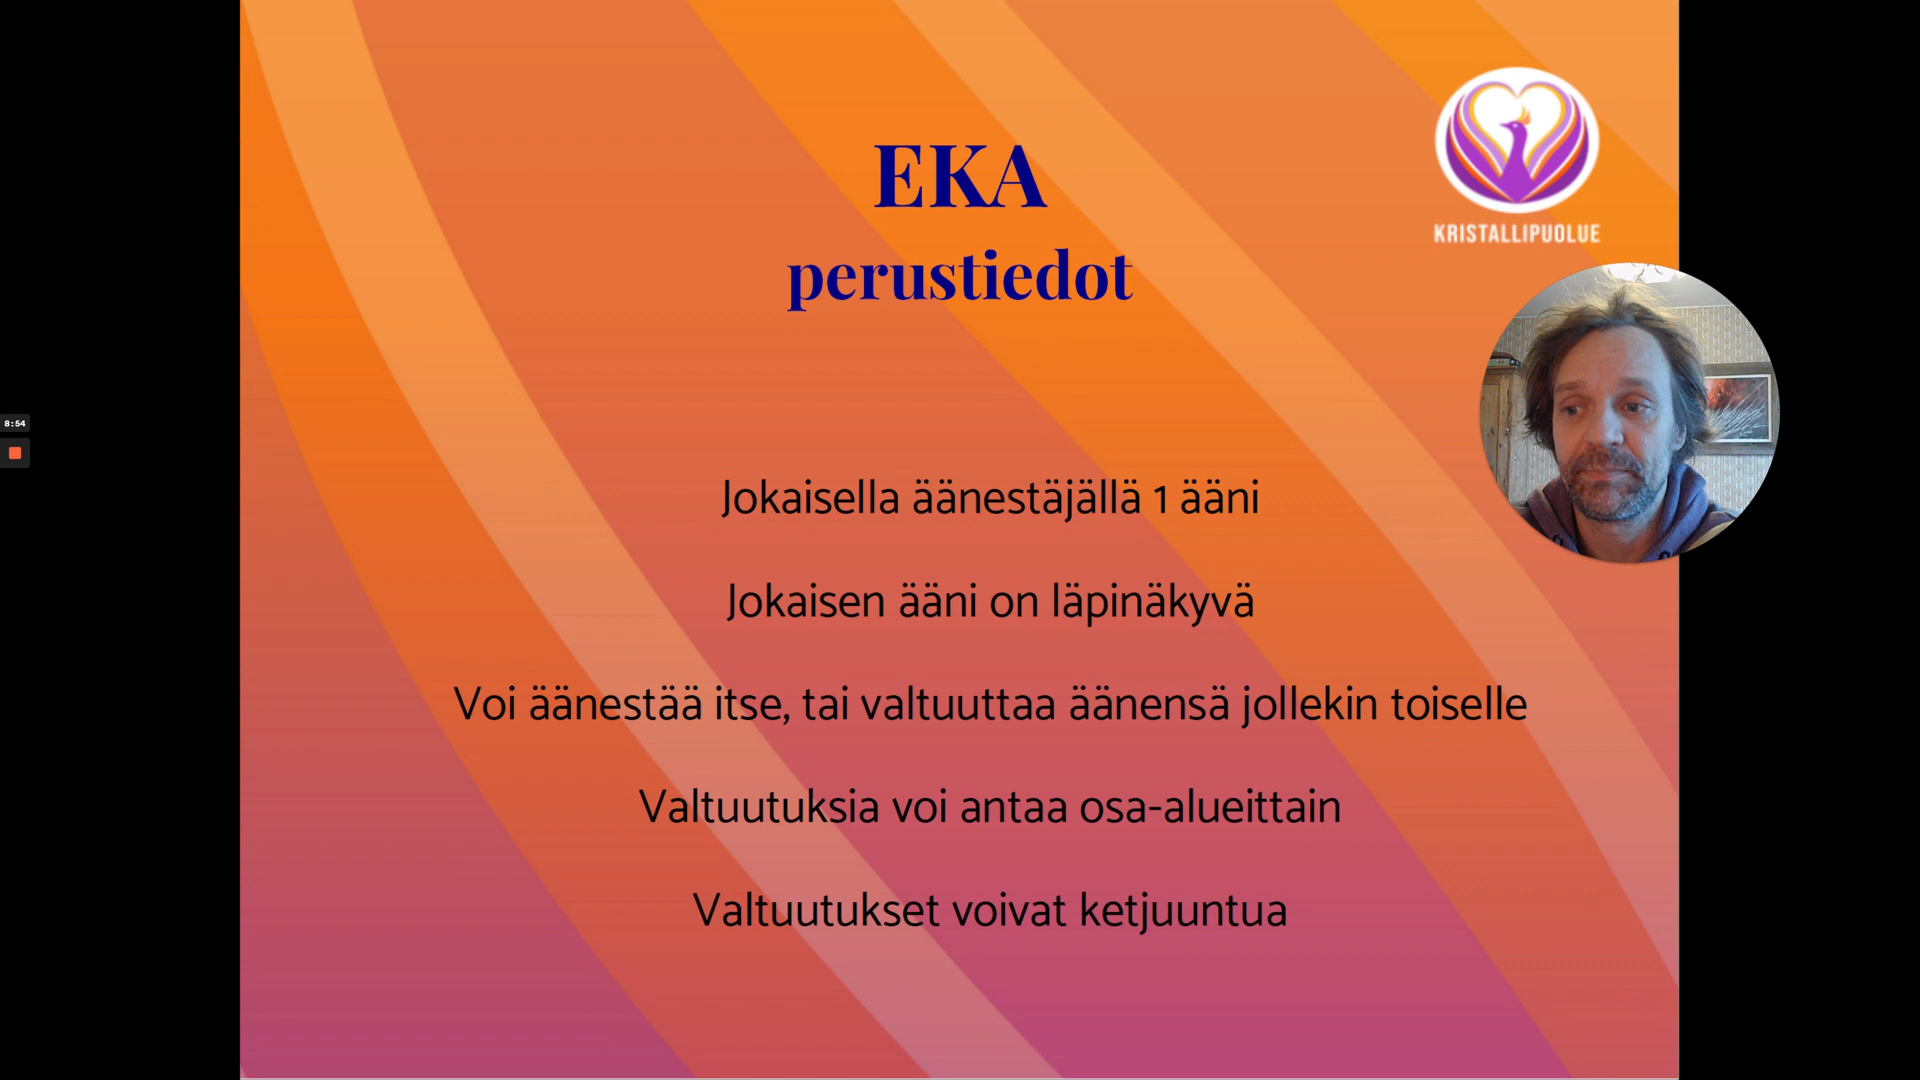 EKA
perustiedot
KRISTALLIPUOLUE
8:54
Jokaisella äänestäjällä 1 ääni
Jokaisen ääni on läpinäkyvä
Voi äänestää itse, tai valtuuttaa äänensä jollekin toiselle
Valtuutuksia voi antaa osa-alueittain
Valtuutukset voivat ketjuuntua